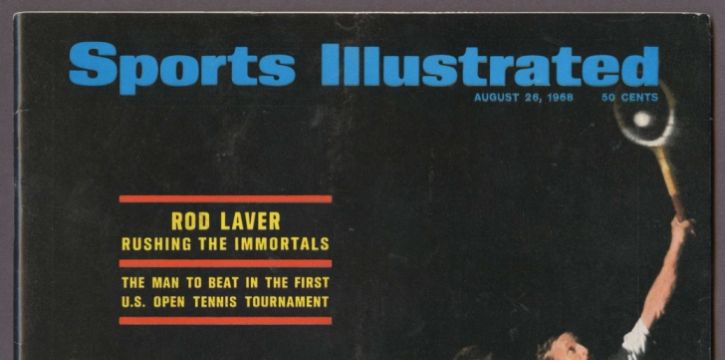 Sports Illustrated
AUGUST 26, 1968 50 CENTS
ROD LAVER
RUSHING THE IMMORTALS
THE MAN TO BEAT IN THE FIRST
U.S. OPEN TENNIS TOURNAMENT